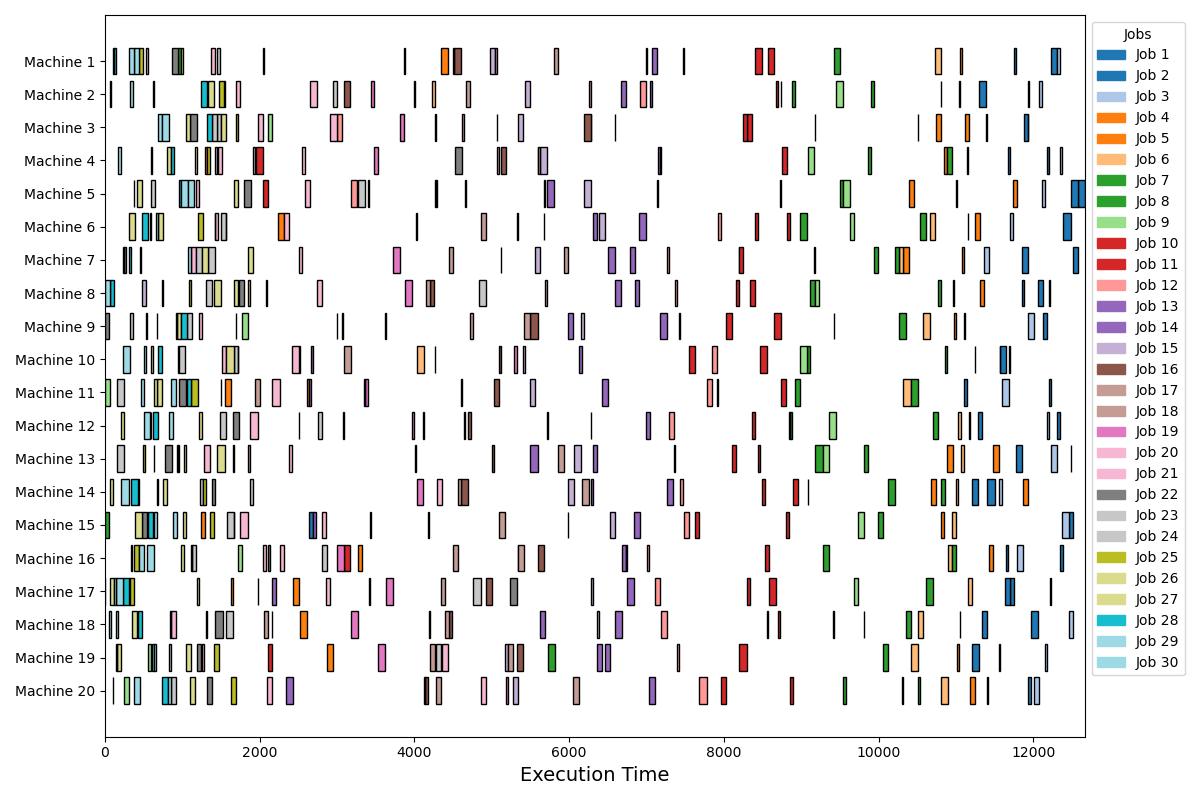 Machine 1
Machine 2
Machine 3
Machine 4
Machine 5
Machine 6
Machine 7
Machine 8
Machine 9
Machine 10
Machine 11
Machine 12
Machine 13
Machine 14
Machine 15
Machine 16
Machine 17
Machine 18
Machine 19
Machine 20
0 2000 4000 6000 8000 10000 12000
Execution Time
Jobs
Job 1
Job 2
Job 3
Job 4
Job 5
Job 6
Job 7
Job 8
Job 9
Job 10
Job 11
Job 12
Job 13
Job 14
Job 15
Job 16
Job 17
Job 18
Job 19
Job 20
Job 21
Job 22
Job 23
Job 24
Job 25
Job 26
Job 27
Job 28
Job 29
Job 30